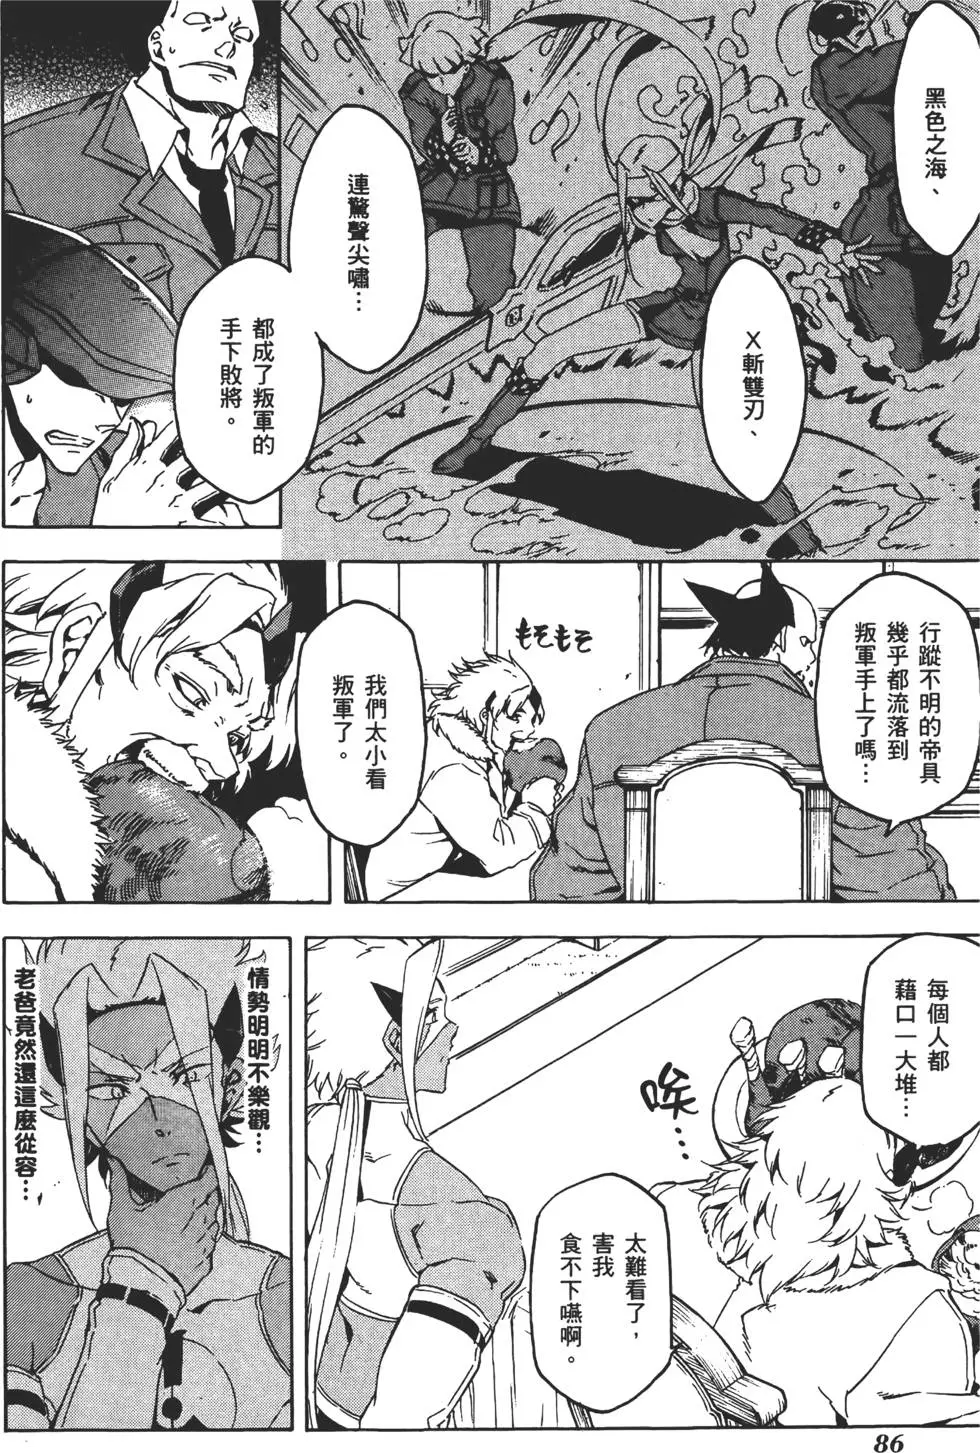 黑色之海、
X斬雙刃、
連驚聲尖嘯…
都成了叛軍的
手下敗將。
行蹤不明的帝具
幾乎都流落到
叛軍手上了嗎…
もそもそ
我們太小看
叛軍了。
每個人都
藉口一大堆…
唉…
太難看了，
害我
食不下嚥啊。
情勢明明不樂觀…
老爸竟然還這麼從容…
86